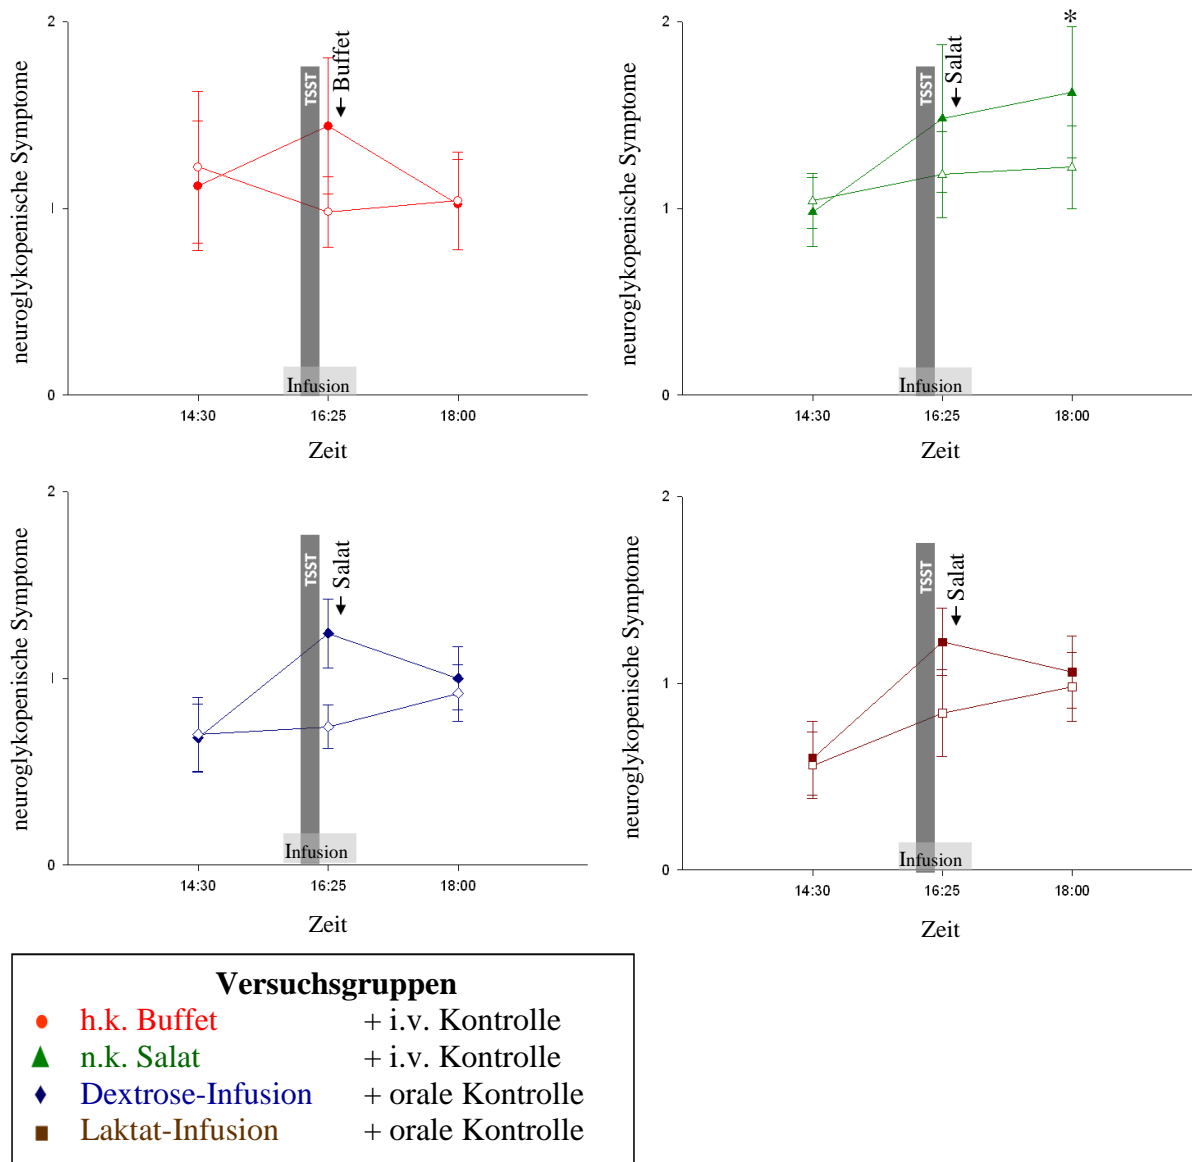 neuroglykopenische Symptome
2
1
0
TSST
Buffet
Infusion
14:30 16:25 18:00
Zeit
neuroglykopenische Symptome
2
1
0
TSST
Salat
*
Infusion
14:30 16:25 18:00
Zeit
neuroglykopenische Symptome
2
1
0
TSST
Salat
Infusion
14:30 16:25 18:00
Zeit
neuroglykopenische Symptome
2
1
0
TSST
Salat
Infusion
14:30 16:25 18:00
Zeit
Versuchsgruppen
h.k. Buffet + i.v. Kontrolle
n.k. Salat + i.v. Kontrolle
Dextrose-Infusion + orale Kontrolle
Laktat-Infusion + orale Kontrolle